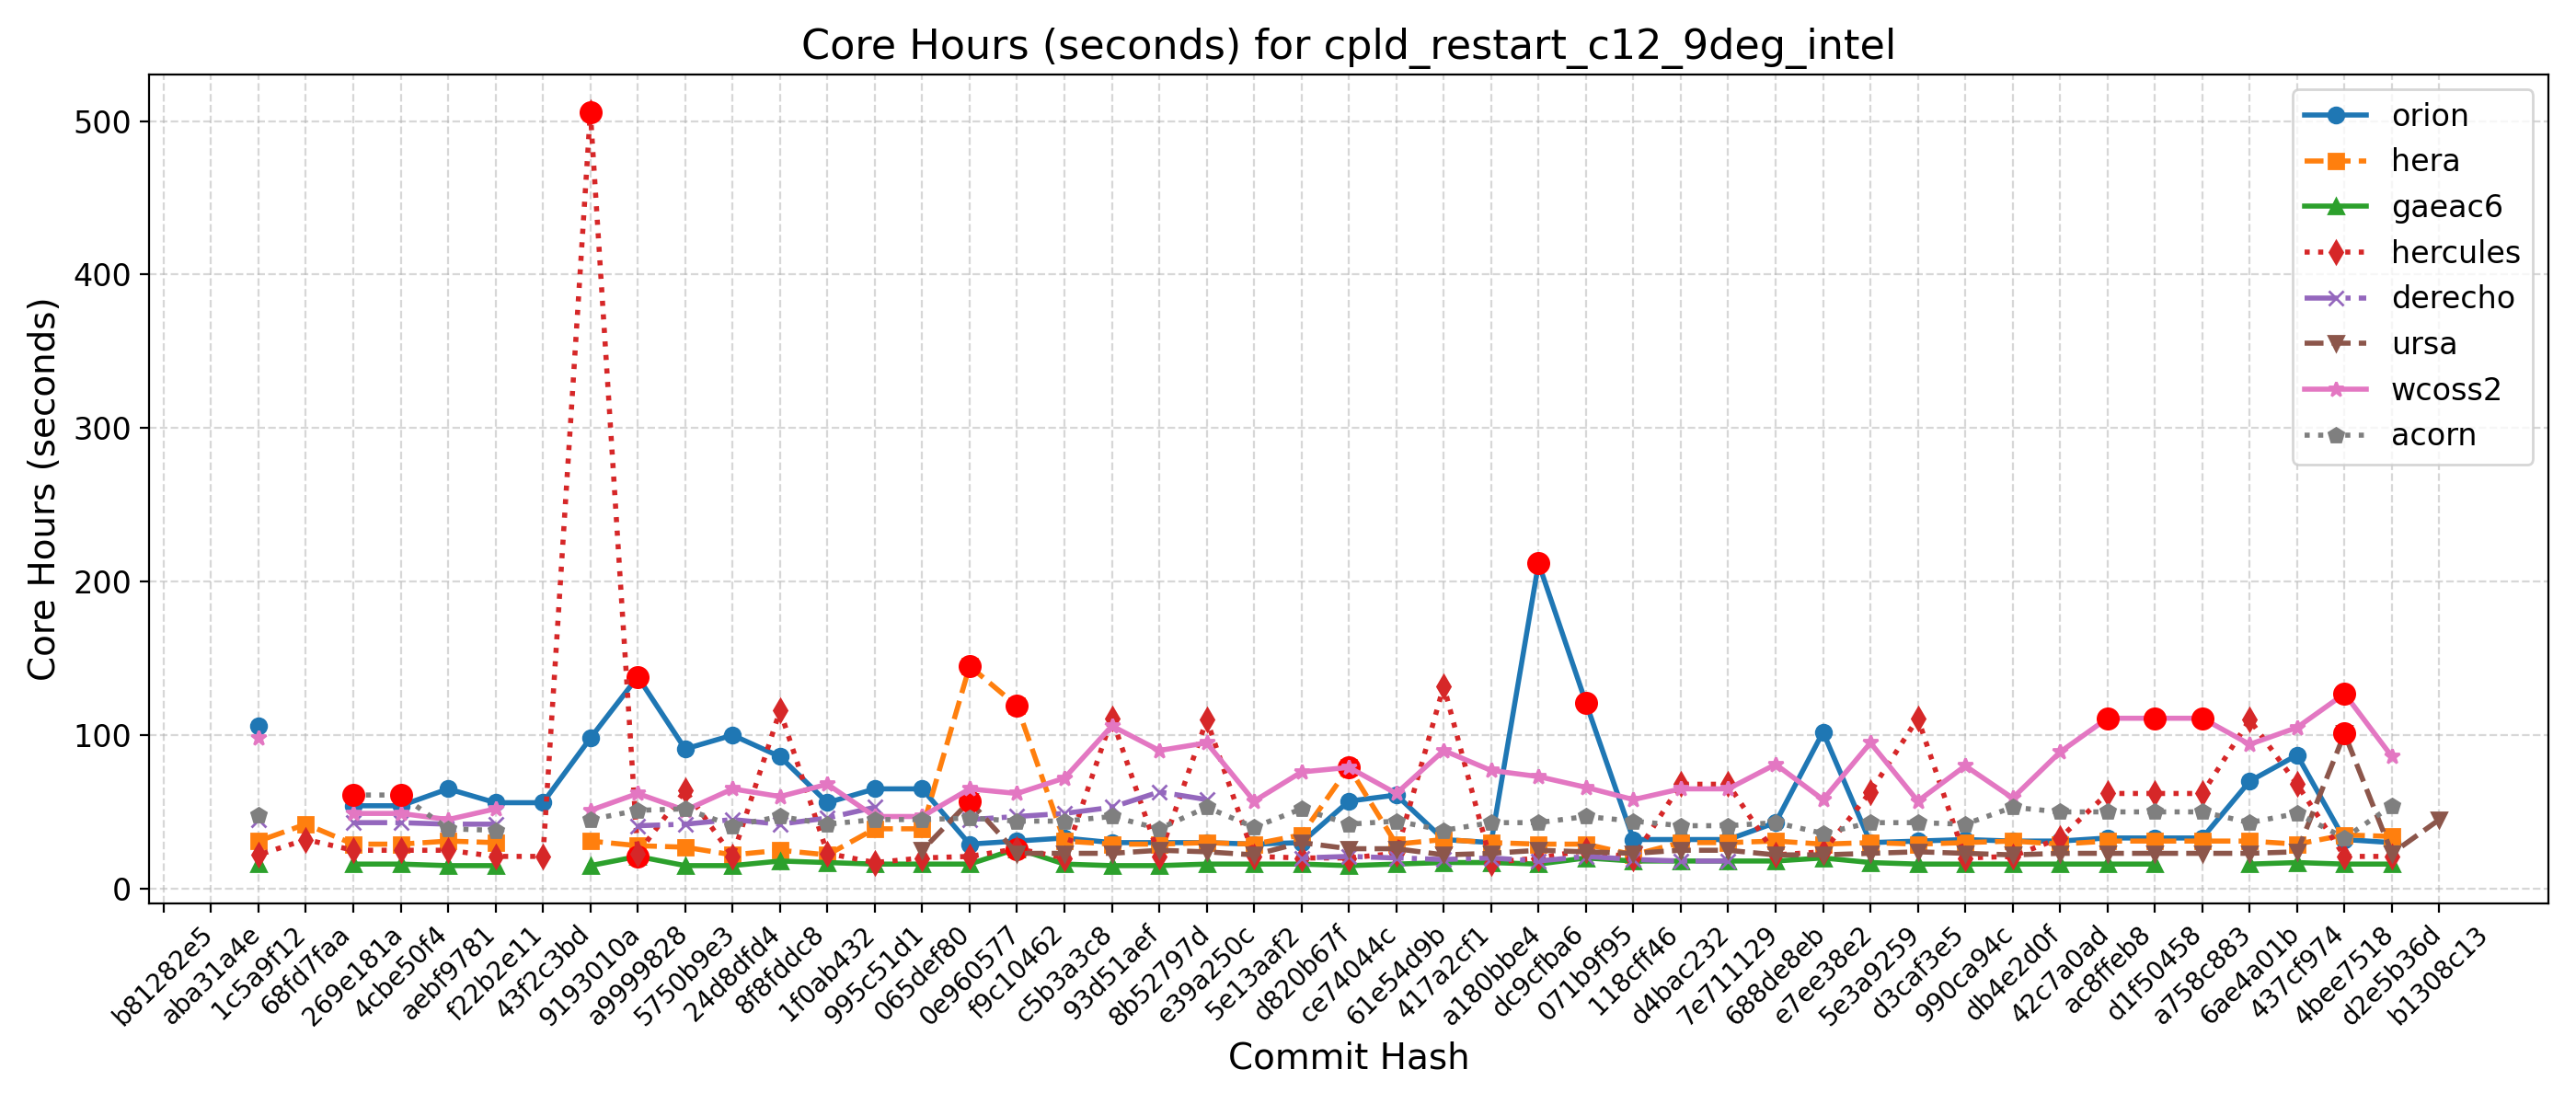 Core Hours (seconds) for cpld_restart_c12_9deg_intel
Core Hours (seconds)
500
400
300
200
100
0
orion
hera
gaeac6
hercules
derecho
ursa
wcoss2
acorn
b81282e5
aba31a4e
1c5a9f12
68fd7faa
269e181a
4cbe50f4
aebf9781
f22b2e11
43f2c3bd
9193010a
a9999828
5750b9e3
24d8dfd4
8f8fddc8
1f0ab432
995c51d1
065def80
0e960577
f9c10462
c5b3a3c8
93d51aef
8b52797d
e39a250c
5e13aaf2
d820b67f
ce74044c
61e54d9b
417a2cf1
a180bbe4
dc9cfba6
071b9f95
118cff46
d4bac232
7e711129
688de8eb
e7ee38e2
5e3a9259
d3caf3e5
990ca94c
db4e2d0f
42c7a0ad
ac8ffeb8
d1f50458
a758c883
6ae4a01b
437cf974
4bee7518
d2e5b36d
b1308c13
Commit Hash